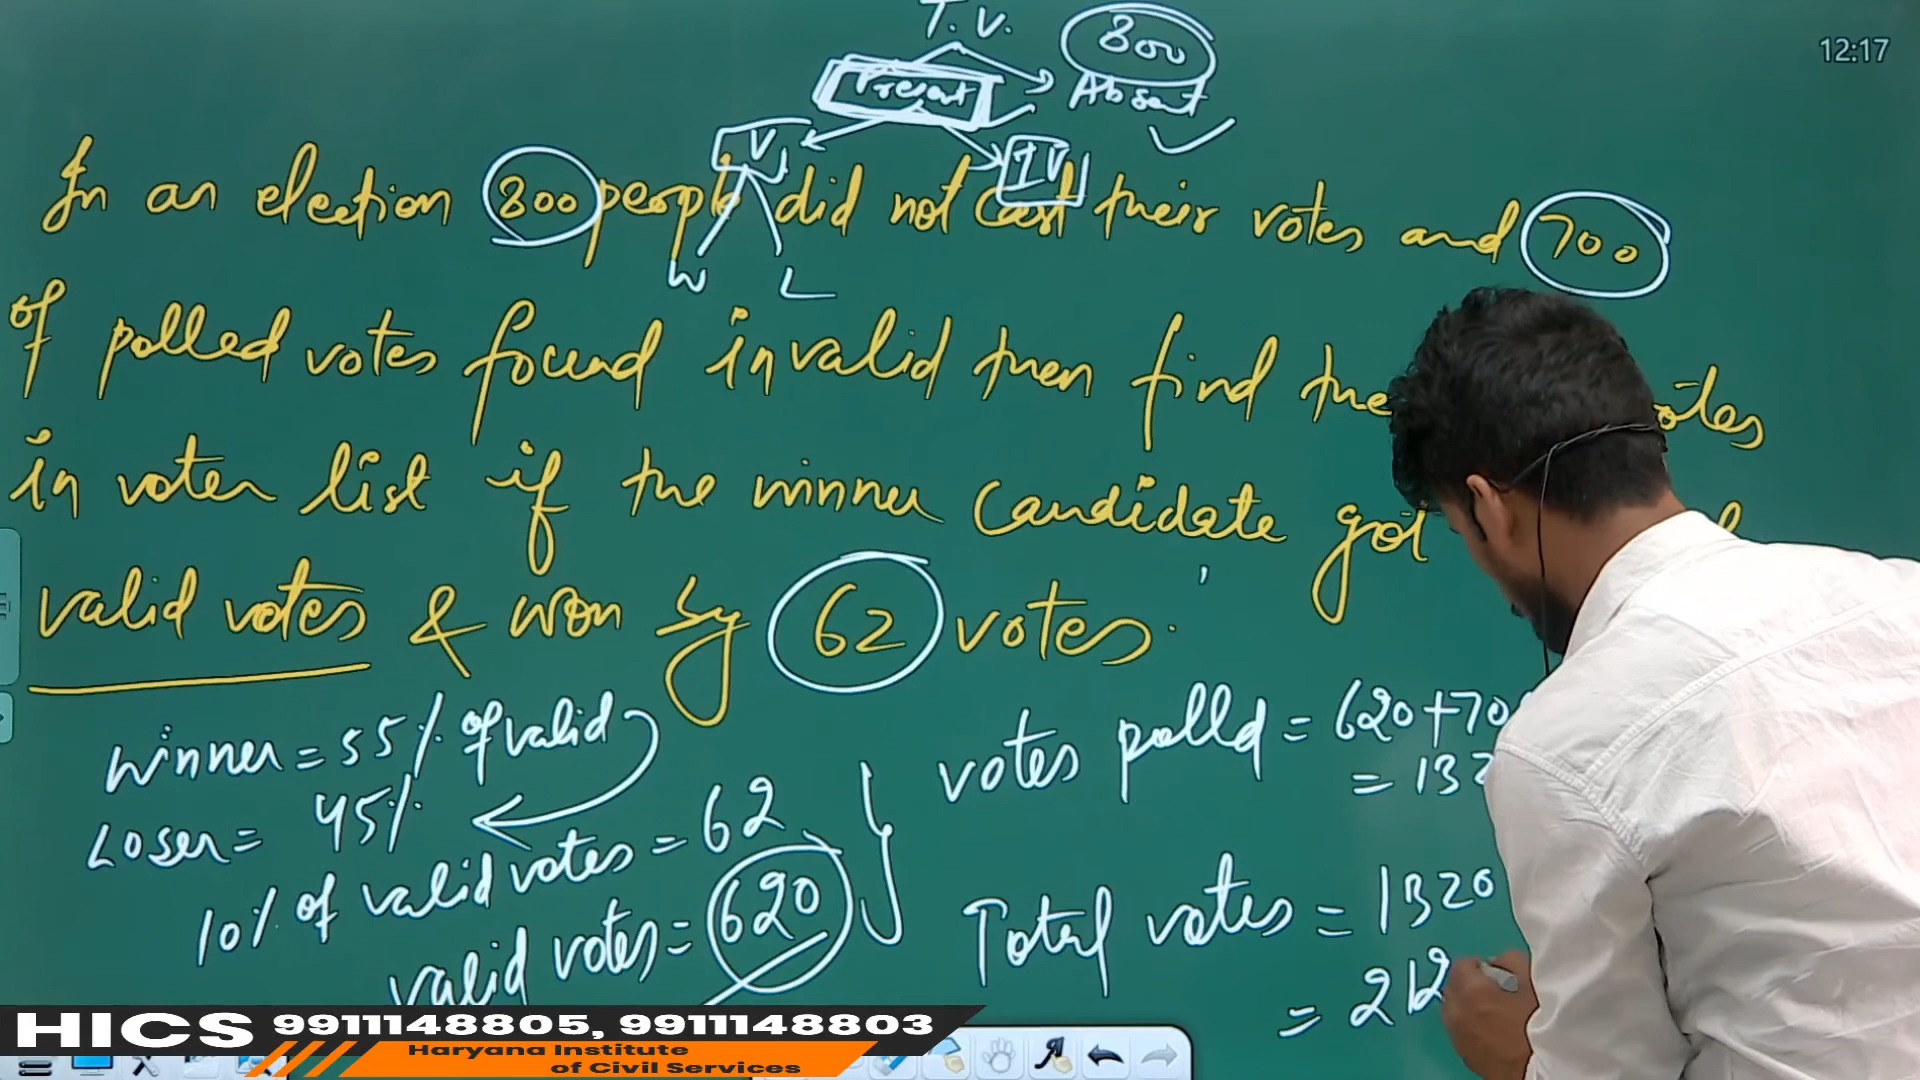 T.V.
800
12:17
Present
Absent
V
IV
In an election 800 people did not cast their votes and 700
W L
of polled votes found invalid then find the otes
in voter list if the winner candidate got
valid votes & won by 62 votes.
Winner = 55% of valid
Loser = 45%
10% of valid votes = 62
valid votes = 620
votes polld = 620+70
= 132
Total votes = 1320
= 212
HICS 9911148805, 9911148803
Haryana Institute
of Civil Services